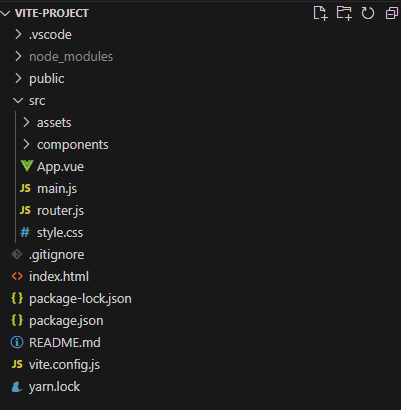 VITE-PROJECT
.vscode
node_modules
public
src
assets
components
App.vue
JS main.js
JS router.js
# style.css
.gitignore
<> index.html
{} package-lock.json
{} package.json
README.md
JS vite.config.js
yarn.lock